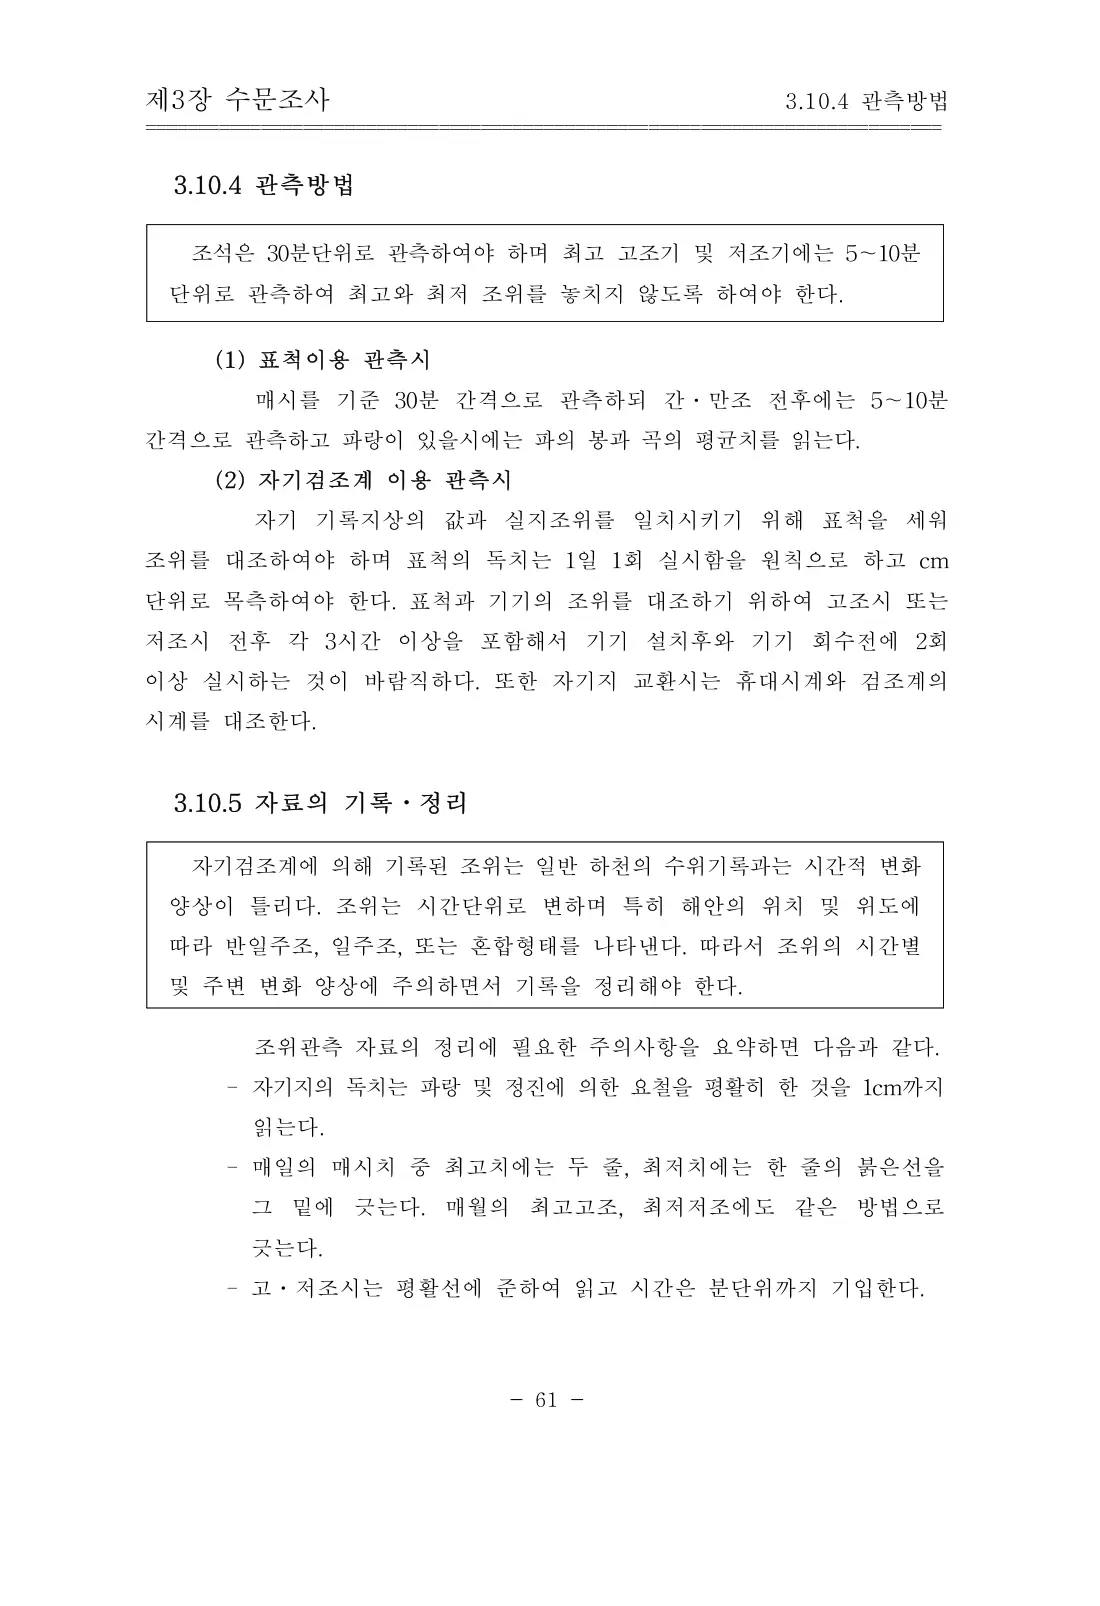 제3장 수문조사 3.10.4 관측방법
3.10.4 관측방법
조석은 30분단위로 관측하여야 하며 최고 고조기 및 저조기에는 5~10분
단위로 관측하여 최고와 최저 조위를 놓치지 않도록 하여야 한다.
(1) 표척이용 관측시
매시를 기준 30분 간격으로 관측하되 간·만조 전후에는 5~10분
간격으로 관측하고 파랑이 있을시에는 파의 봉과 곡의 평균치를 읽는다.
(2) 자기검조계 이용 관측시
자기 기록지상의 값과 실지조위를 일치시키기 위해 표척을 세워
조위를 대조하여야 하며 표척의 독치는 1일 1회 실시함을 원칙으로 하고 cm
단위로 목측하여야 한다. 표척과 기기의 조위를 대조하기 위하여 고조시 또는
저조시 전후 각 3시간 이상을 포함해서 기기 설치후와 기기 회수전에 2회
이상 실시하는 것이 바람직하다. 또한 자기지 교환시는 휴대시계와 검조계의
시계를 대조한다.
3.10.5 자료의 기록·정리
자기검조계에 의해 기록된 조위는 일반 하천의 수위기록과는 시간적 변화
양상이 틀리다. 조위는 시간단위로 변하며 특히 해안의 위치 및 위도에
따라 반일주조, 일주조, 또는 혼합형태를 나타낸다. 따라서 조위의 시간별
및 주변 변화 양상에 주의하면서 기록을 정리해야 한다.
조위관측 자료의 정리에 필요한 주의사항을 요약하면 다음과 같다.
- 자기지의 독치는 파랑 및 정진에 의한 요철을 평활히 한 것을 1cm까지
읽는다.
- 매일의 매시치 중 최고치에는 두 줄, 최저치에는 한 줄의 붉은선을
그 밑에 긋는다. 매월의 최고고조, 최저저조에도 같은 방법으로
긋는다.
- 고·저조시는 평활선에 준하여 읽고 시간은 분단위까지 기입한다.
- 61 -